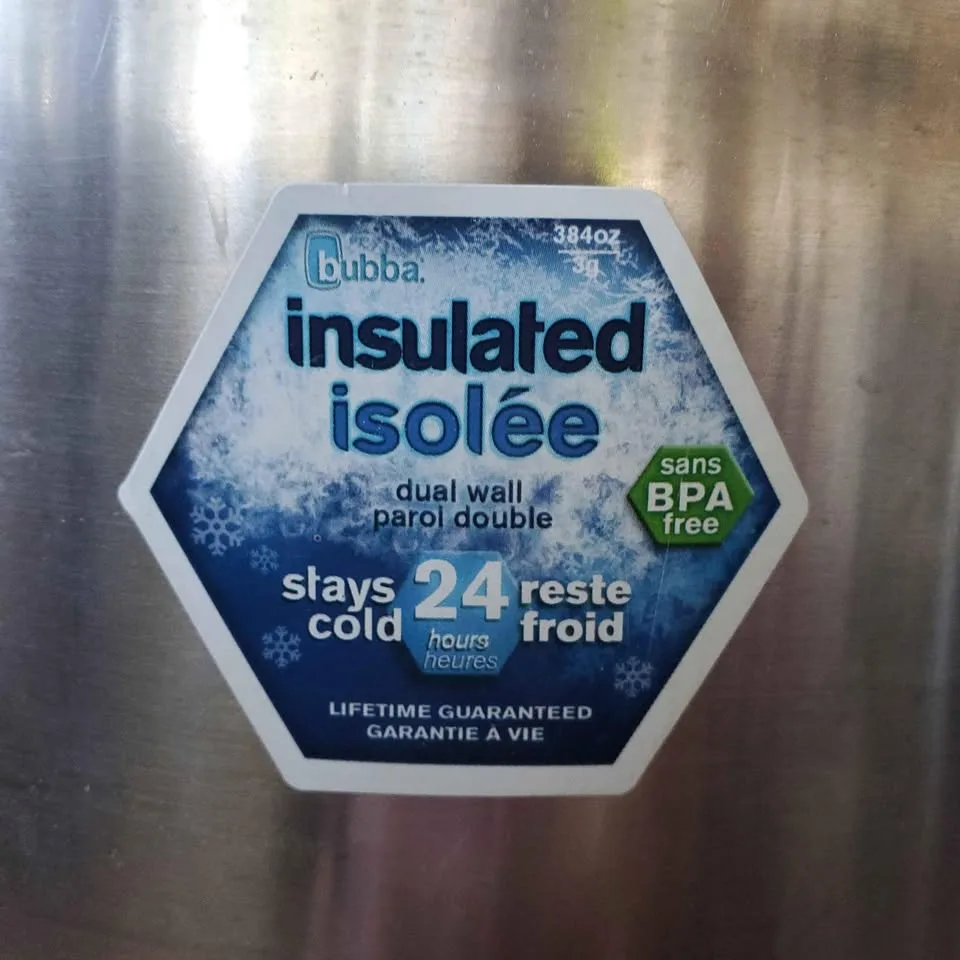 bubba.
384oz
3g
insulated
isolée
dual wall
paroi double
sans
BPA
free
stays
cold
24
hours
heures
reste
froid
LIFETIME GUARANTEED
GARANTIE À VIE